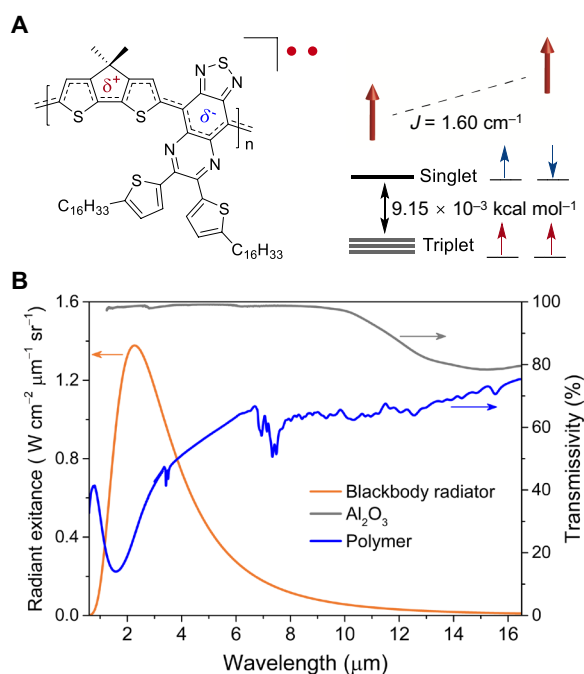 A
δ+
δ-
S
S
N
S
N
N
N
S
S
n
C16H33
C16H33
J = 1.60 cm−1
Singlet
9.15 × 10−3 kcal mol−1
Triplet
B
Radiant exitance ( W cm−2 μm−1 sr−1)
1.6
1.2
0.8
0.4
0.0
100
80
60
40
20
0
Transmissivity (%)
Blackbody radiator
Al2O3
Polymer
2 4 6 8 10 12 14 16
Wavelength (μm)